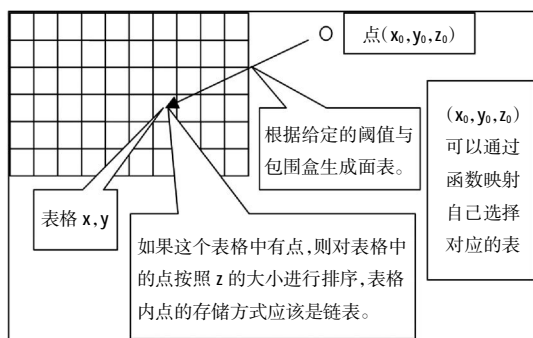 点(x₀,y₀,z₀)
根据给定的阈值与
包围盒生成面表。
(x₀,y₀,z₀)
可以通过
函数映射
自己选择
对应的表
表格 x,y
如果这个表格中有点,则对表格中
的点按照 z 的大小进行排序,表格
内点的存储方式应该是链表。